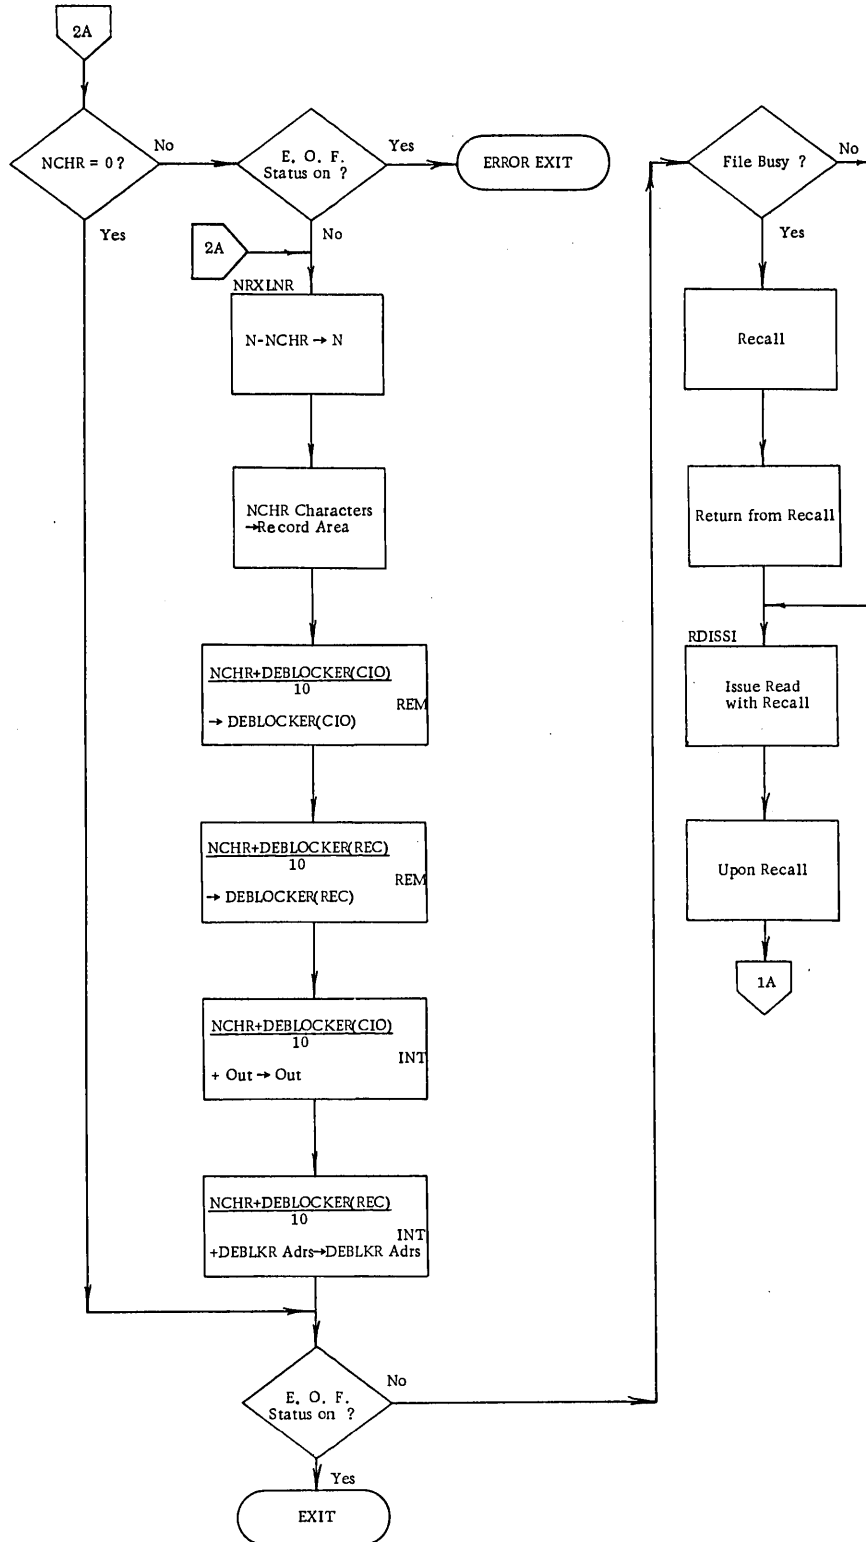 2A
NCHR = 0 ?
No
Yes
E. O. F.
Status on ?
Yes
No
ERROR EXIT
2A
NRXLNR
N-NCHR → N
NCHR Characters
→Record Area
NCHR+DEBLOCKER(CIO)
10
REM
→ DEBLOCKER(CIO)
NCHR+DEBLOCKER(REC)
10
REM
→ DEBLOCKER(REC)
NCHR+DEBLOCKER(CIO)
10
INT
+ Out → Out
NCHR+DEBLOCKER(REC)
10
INT
+DEBLKR Adrs→DEBLKR Adrs
E. O. F.
Status on ?
No
Yes
EXIT
File Busy ?
No
Yes
Recall
Return from Recall
RDISSI
Issue Read
with Recall
Upon Recall
1A